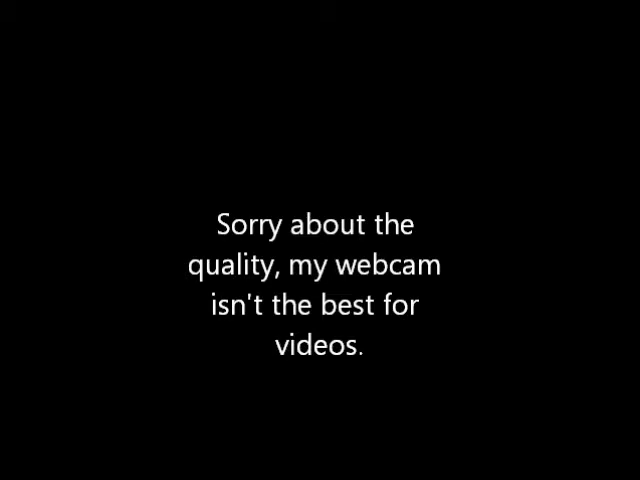 Sorry about the
quality, my webcam
isn't the best for
videos.